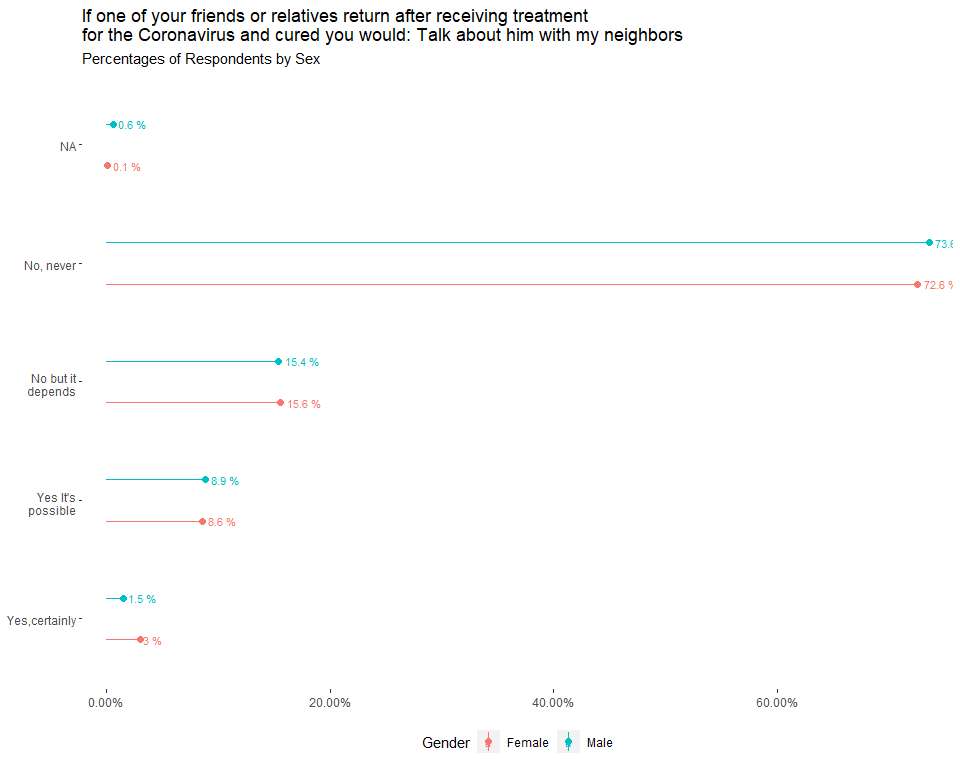 If one of your friends or relatives return after receiving treatment
for the Coronavirus and cured you would: Talk about him with my neighbors
Percentages of Respondents by Sex
0.6 %
NA
0.1 %
73.6
No, never
72.6 %
15.4 %
No but it
depends
15.6 %
8.9 %
Yes It's
possible
8.6 %
1.5 %
Yes,certainly
3 %
0.00% 20.00% 40.00% 60.00%
Gender Female Male